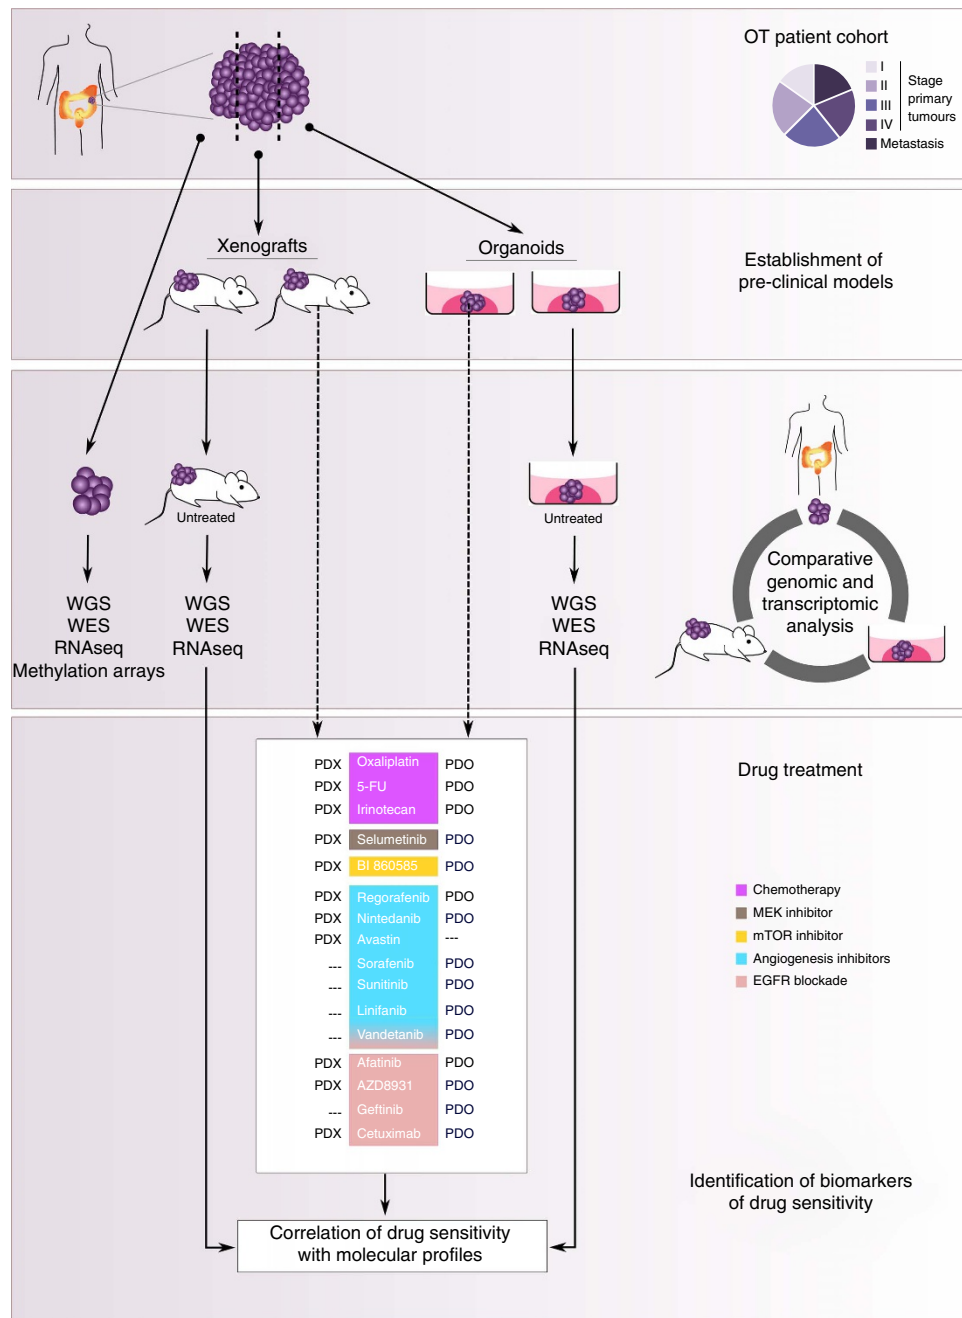 OT patient cohort
I
II
III
IV
Metastasis
Stage
primary
tumours
Xenografts
Organoids
Establishment of
pre-clinical models
Untreated
Untreated
WGS
WES
RNAseq
Methylation arrays
WGS
WES
RNAseq
WGS
WES
RNAseq
Comparative
genomic and
transcriptomic
analysis
Drug treatment
PDX Oxaliplatin PDO
PDX 5-FU PDO
PDX Irinotecan PDO
PDX Selumetinib PDO
PDX BI 860585 PDO
PDX Regorafenib PDO
PDX Nintedanib PDO
PDX Avastin ---
--- Sorafenib PDO
--- Sunitinib PDO
--- Linifanib PDO
--- Vandetanib PDO
PDX Afatinib PDO
PDX AZD8931 PDO
--- Geftinib PDO
PDX Cetuximab PDO
Chemotherapy
MEK inhibitor
mTOR inhibitor
Angiogenesis inhibitors
EGFR blockade
Identification of biomarkers
of drug sensitivity
Correlation of drug sensitivity
with molecular profiles